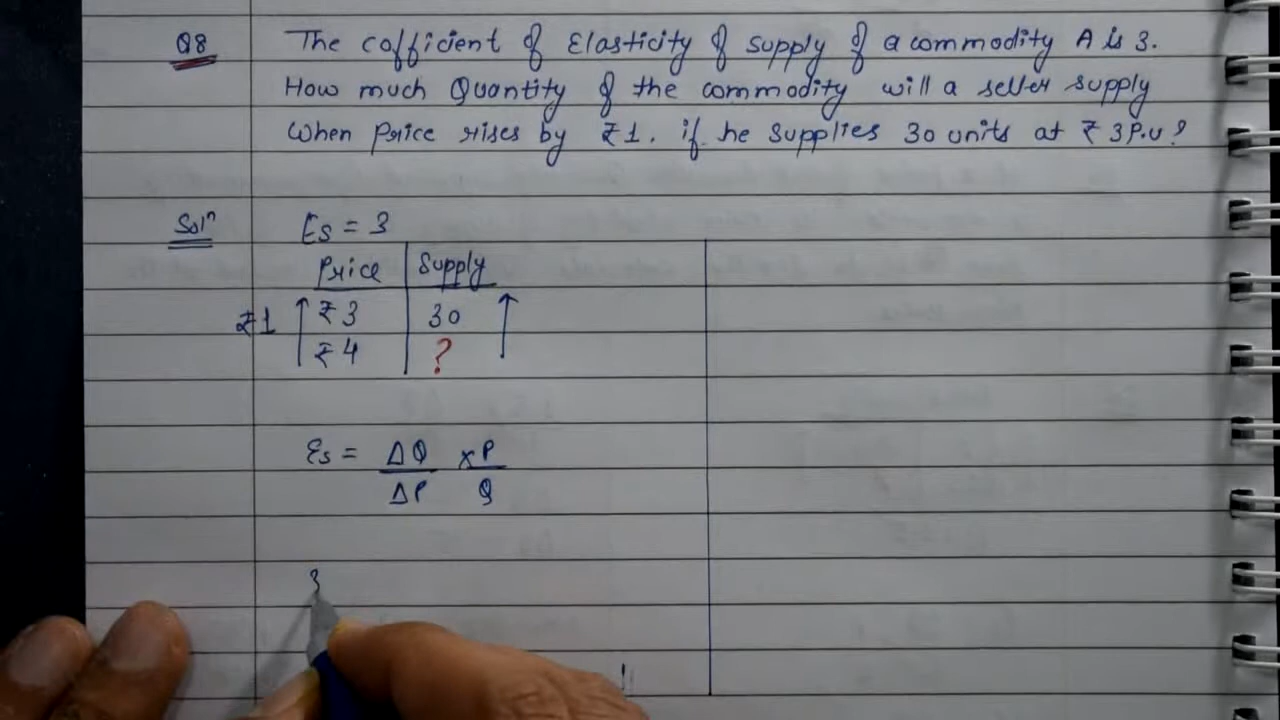 Q8 The cofficient of Elasticity of supply of a commodity A is 3.
How much Quantity of the commodity will a seller supply
when price rises by ₹1. if he supplies 30 units at ₹3 P.U?
Solⁿ Es = 3
Price Supply
₹1 ↑ ₹3 30 ↑
₹4 ?
Es = ΔQ/ΔP × P/Q
3